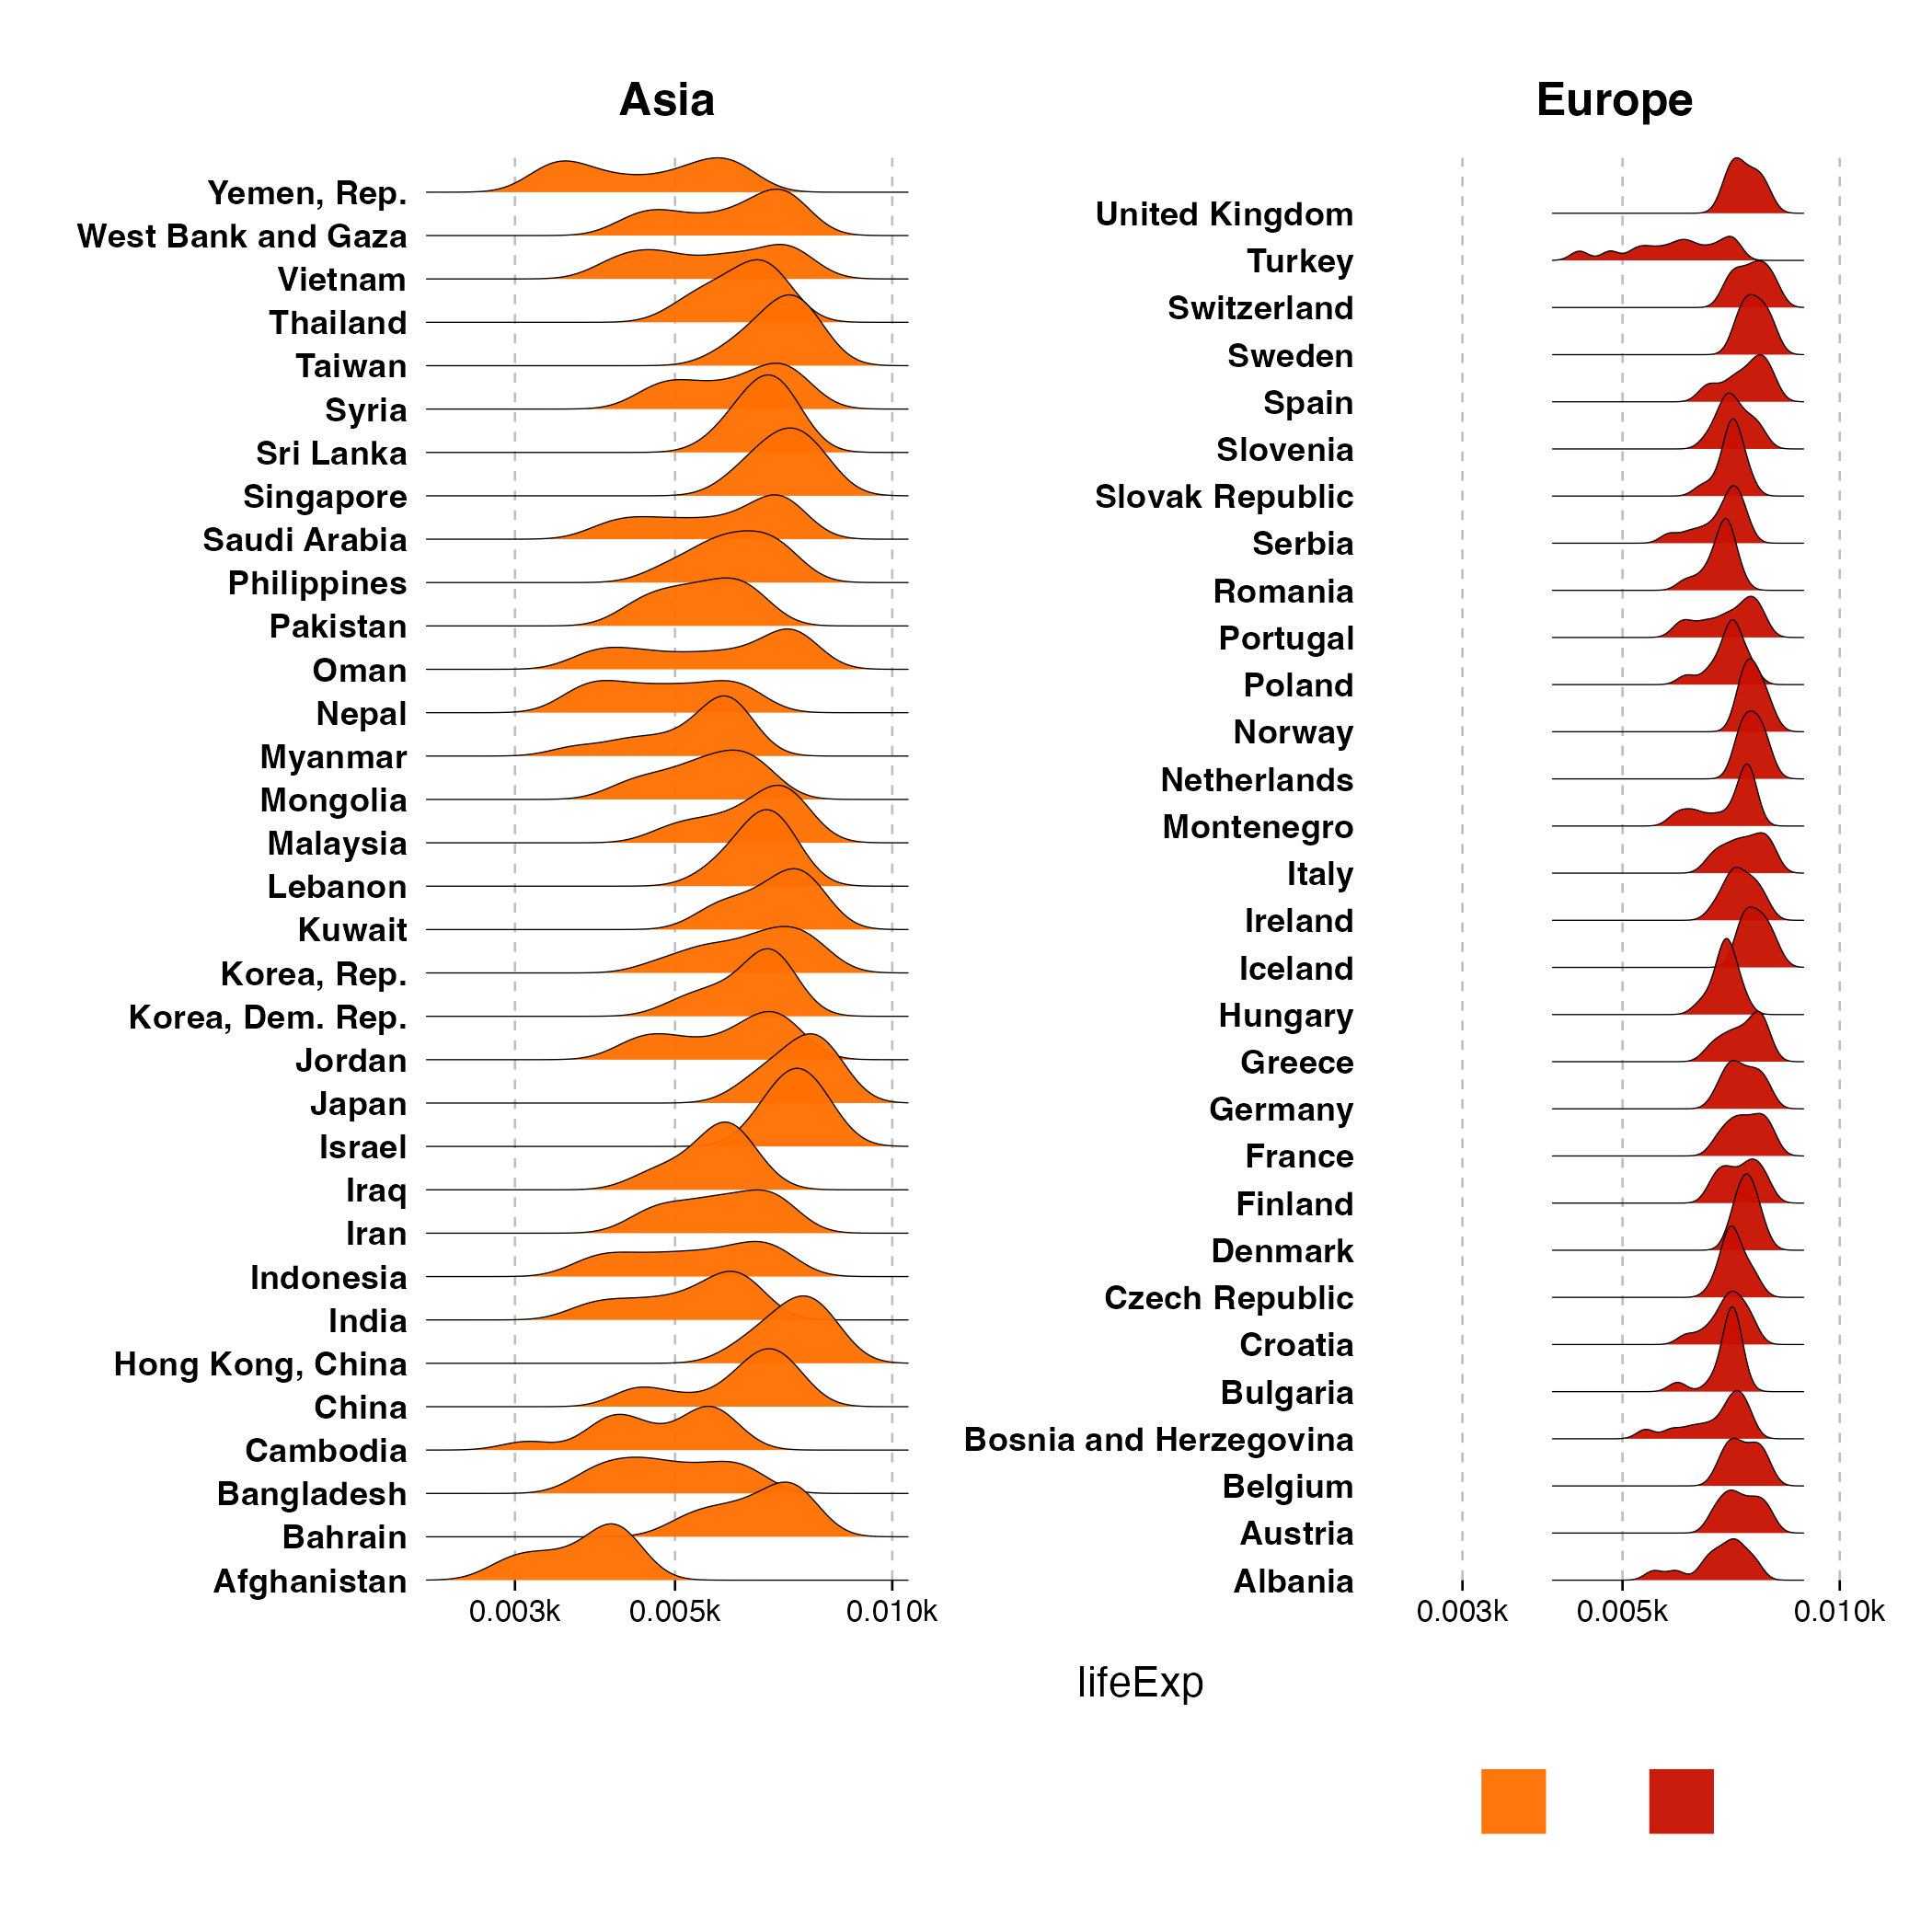 Asia
Yemen, Rep.
West Bank and Gaza
Vietnam
Thailand
Taiwan
Syria
Sri Lanka
Singapore
Saudi Arabia
Philippines
Pakistan
Oman
Nepal
Myanmar
Mongolia
Malaysia
Lebanon
Kuwait
Korea, Rep.
Korea, Dem. Rep.
Jordan
Japan
Israel
Iraq
Iran
Indonesia
India
Hong Kong, China
China
Cambodia
Bangladesh
Bahrain
Afghanistan
0.003k 0.005k 0.010k
Europe
United Kingdom
Turkey
Switzerland
Sweden
Spain
Slovenia
Slovak Republic
Serbia
Romania
Portugal
Poland
Norway
Netherlands
Montenegro
Italy
Ireland
Iceland
Hungary
Greece
Germany
France
Finland
Denmark
Czech Republic
Croatia
Bulgaria
Bosnia and Herzegovina
Belgium
Austria
Albania
0.003k 0.005k 0.010k
lifeExp